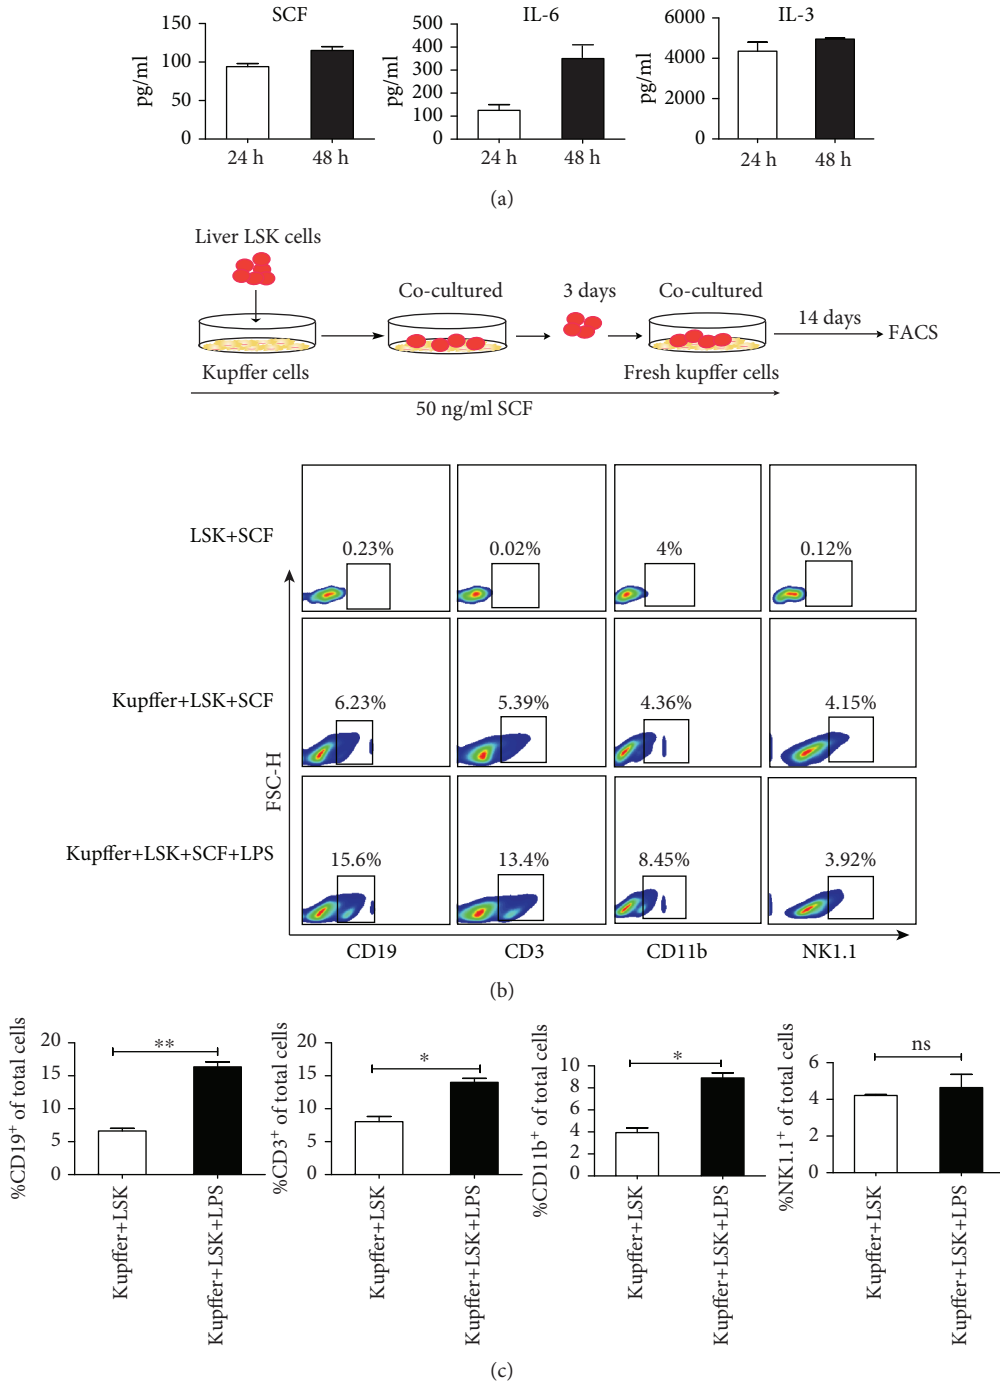 SCF
pg/ml
150
100
50
0
24 h
48 h
IL-6
pg/ml
500
400
300
200
100
0
24 h
48 h
IL-3
pg/ml
6000
4000
2000
0
24 h
48 h
(a)
Liver LSK cells
Kupffer cells
Co-cultured
3 days
Co-cultured
Fresh kupffer cells
14 days
FACS
50 ng/ml SCF
LSK+SCF
0.23%
0.02%
4%
0.12%
Kupffer+LSK+SCF
6.23%
5.39%
4.36%
4.15%
Kupffer+LSK+SCF+LPS
15.6%
13.4%
8.45%
3.92%
FSC-H
CD19
CD3
CD11b
NK1.1
(b)
%CD19+ of total cells
20
15
10
5
0
**
Kupffer+LSK
Kupffer+LSK+LPS
%CD3+ of total cells
20
15
10
5
0
*
Kupffer+LSK
Kupffer+LSK+LPS
%CD11b+ of total cells
10
8
6
4
2
0
*
Kupffer+LSK
Kupffer+LSK+LPS
%NK1.1+ of total cells
6
4
2
0
ns
Kupffer+LSK
Kupffer+LSK+LPS
(c)